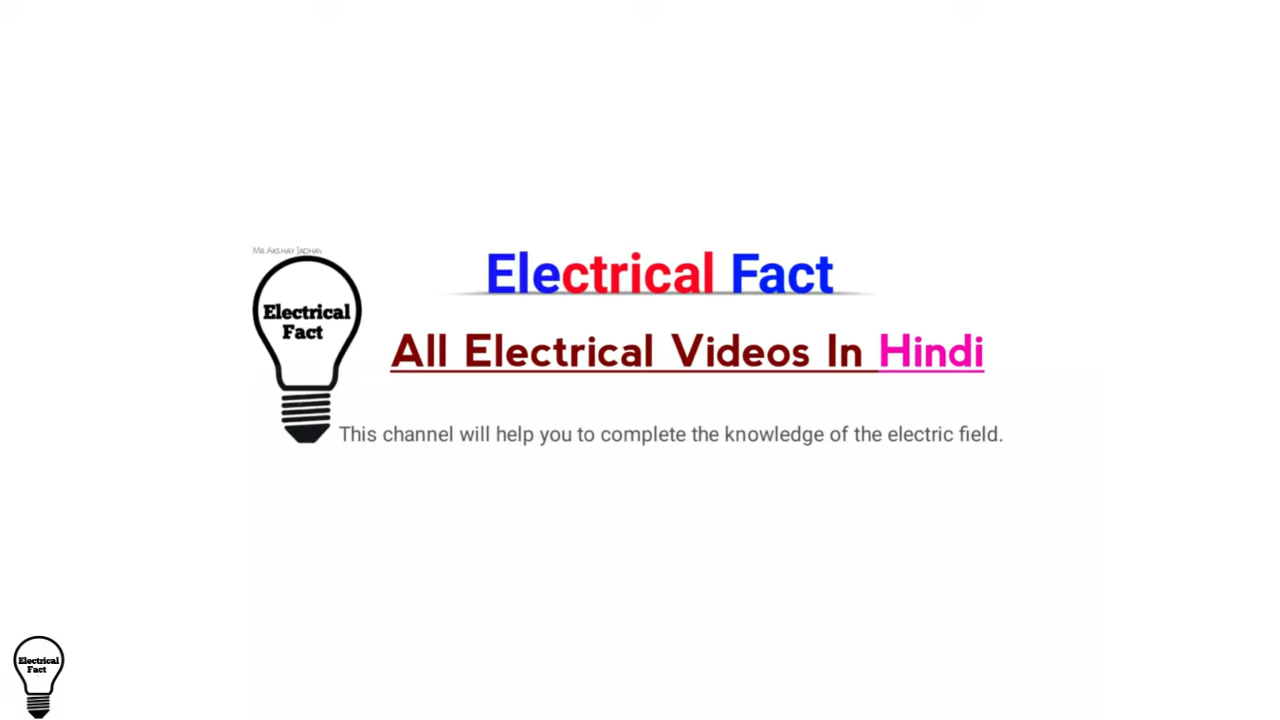 Mr. Akshay Jadhav
Electrical Fact
Electrical
Fact
All Electrical Videos In Hindi
This channel will help you to complete the knowledge of the electric field.
Electrical
Fact